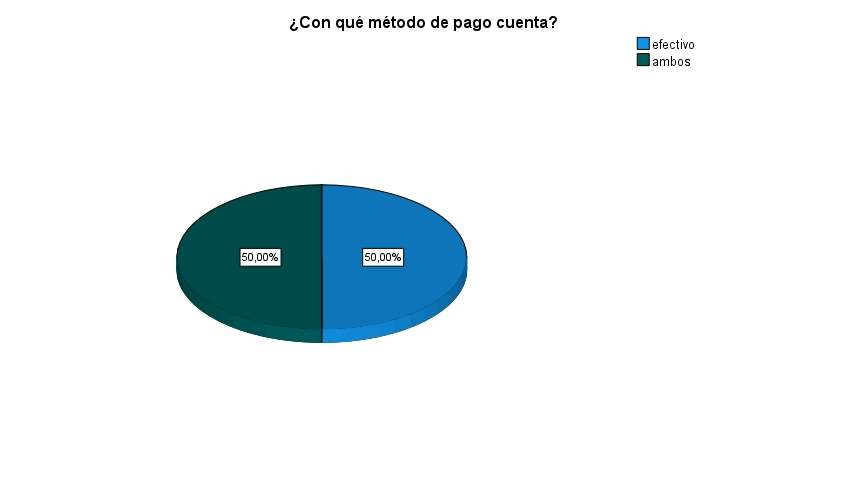 ¿Con qué método de pago cuenta?
efectivo
ambos
50,00%
50,00%